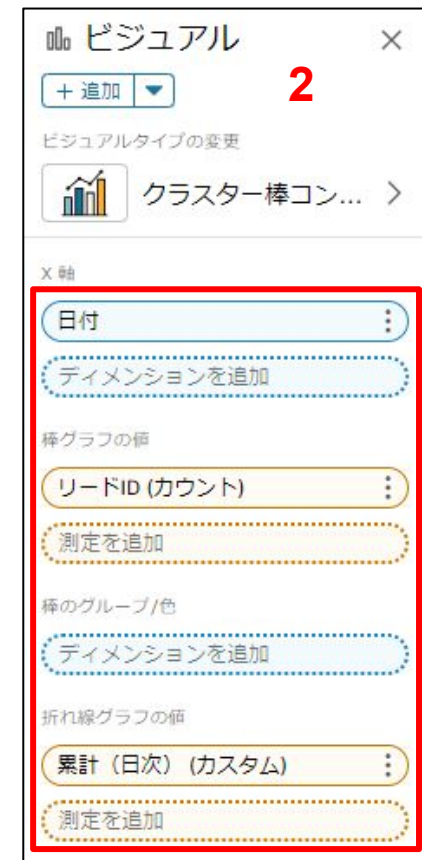 ビジュアル
+ 追加
2
ビジュアルタイプの変更
クラスター棒コン...
X 軸
日付
ディメンションを追加
棒グラフの値
リードID (カウント)
測定を追加
棒のグループ/色
ディメンションを追加
折れ線グラフの値
累計（日次） (カスタム)
測定を追加